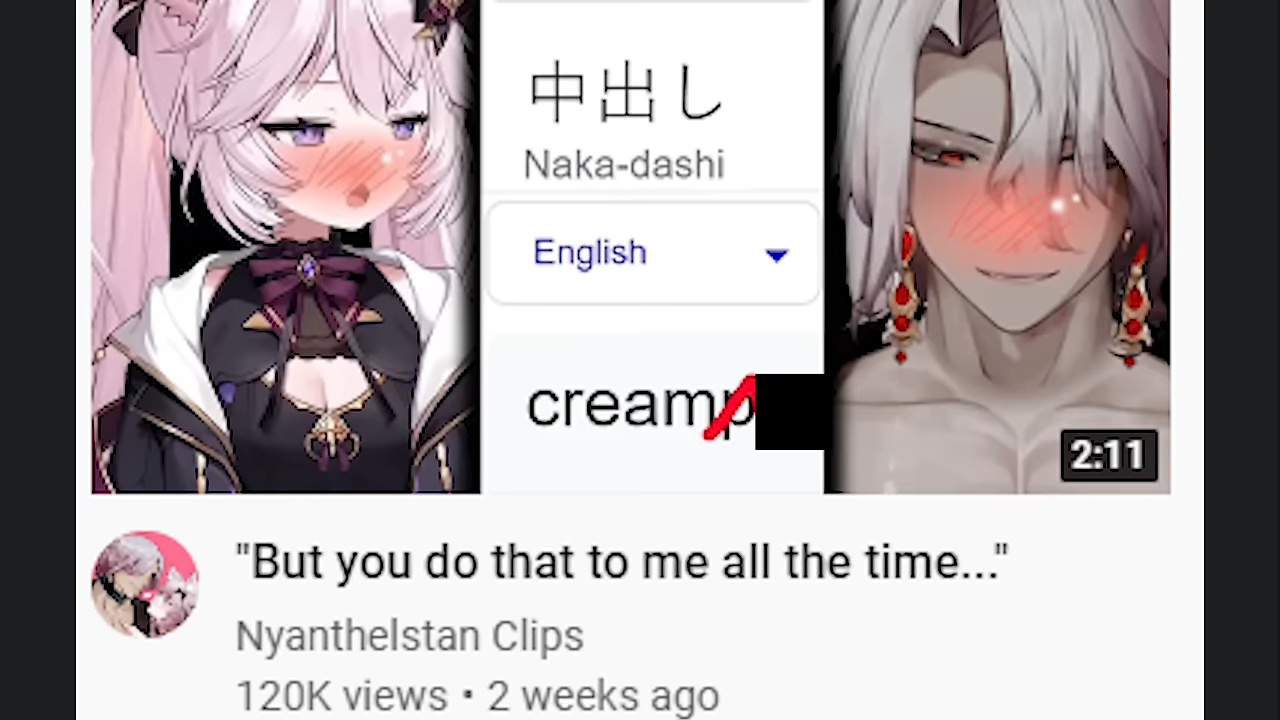 中出し
Naka-dashi
English
creamp
2:11
"But you do that to me all the time..."
Nyanthelstan Clips
120K views • 2 weeks ago